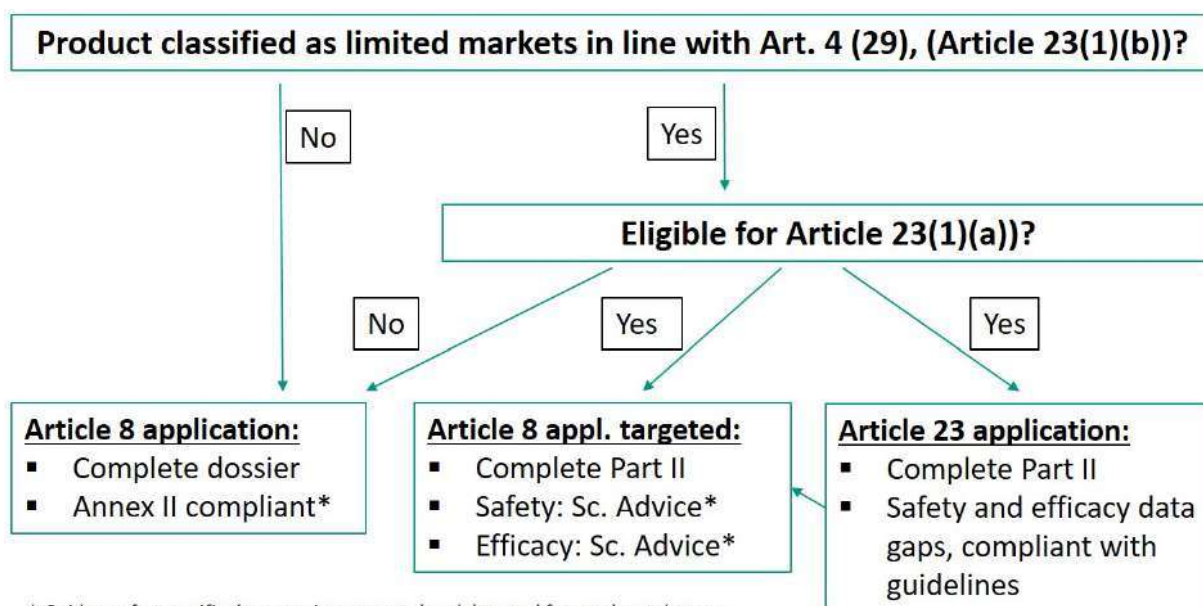 Product classified as limited markets in line with Art. 4 (29), (Article 23(1)(b))?
No
Yes
Eligible for Article 23(1)(a))?
No
Yes
Yes
Article 8 application:
▪ Complete dossier
▪ Annex II compliant*
Article 8 appl. targeted:
▪ Complete Part II
▪ Safety: Sc. Advice*
▪ Efficacy: Sc. Advice*
Article 23 application:
▪ Complete Part II
▪ Safety and efficacy data
gaps, compliant with
guidelines